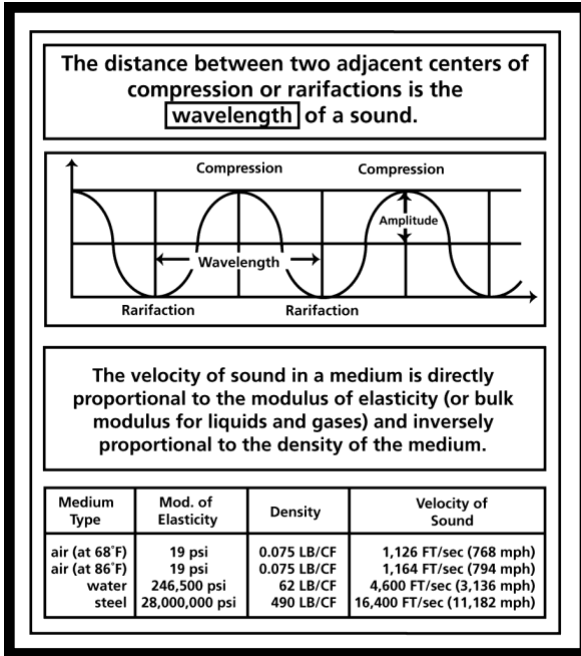 The distance between two adjacent centers of
compression or rarifactions is the
wavelength of a sound.
Compression Compression
Amplitude
Wavelength
Rarifaction Rarifaction
The velocity of sound in a medium is directly
proportional to the modulus of elasticity (or bulk
modulus for liquids and gases) and inversely
proportional to the density of the medium.
Medium Type Mod. of Elasticity Density Velocity of Sound
air (at 68˚F) 19 psi 0.075 LB/CF 1,126 FT/sec (768 mph)
air (at 86˚F) 19 psi 0.075 LB/CF 1,164 FT/sec (794 mph)
water 246,500 psi 62 LB/CF 4,600 FT/sec (3,136 mph)
steel 28,000,000 psi 490 LB/CF 16,400 FT/sec (11,182 mph)